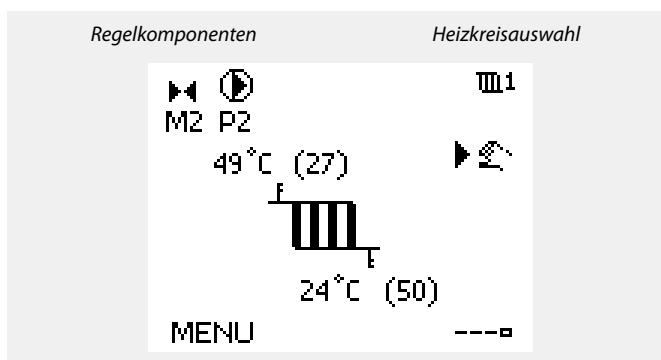 Regelkomponenten Heizkreisauswahl
1
M2 P2
49°C (27)
24°C (50)
MENU ---